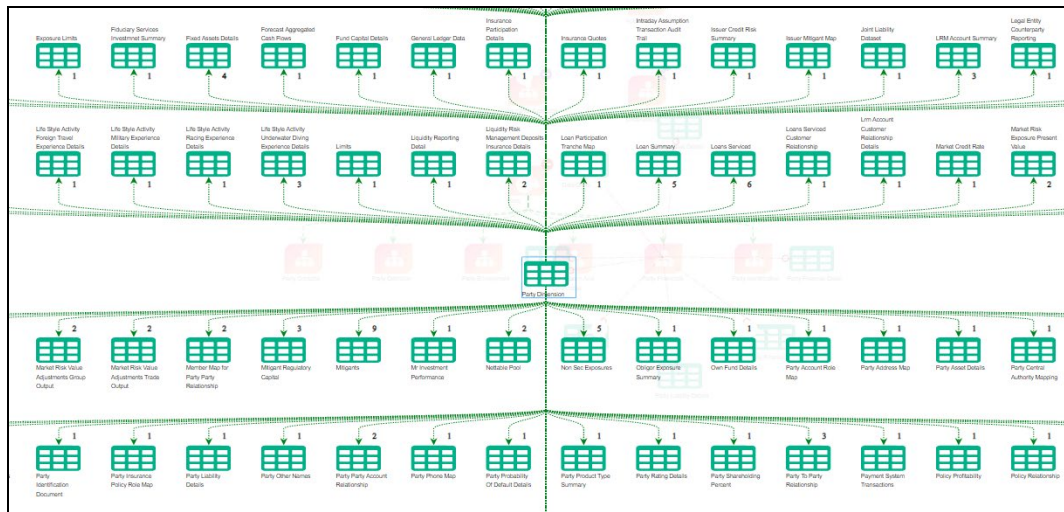 Exposure Limits
Fiduciary Services
Investmnet Summary
Fixed Assets Details
Forecast Aggregated
Cash Flows
Fund Capital Details
General Ledger Data
Insurance
Participation
Details
Insurance Quotes
Intraday Assumption
Transaction Audit
Trail
Issuer Credit Risk
Summary
Issuer Mitigant Map
Joint Liability
Dataset
LRM Account Summary
Legal Entity
Counterparty
Reporting
1 1 4 1 1 1 1 1 1 1 1 1 3 1
Life Style Activity
Foreign Travel
Experience Details
Life Style Activity
Military Experience
Details
Life Style Activity
Racing Experience
Details
Life Style Activity
Underwater Diving
Experience Details
Limits
Liquidity Reporting
Detail
Liquidity Risk
Management Deposits
Insurance Details
Loan Participation
Tranche Map
Loan Summary
Loans Serviced
Loans Serviced
Customer
Relationship
Lrm Account
Customer
Relationship
Details
Market Credit Rate
Market Risk
Exposure Present
Value
1 1 1 3 1 1 2 1 5 6 1 1 1 2
Party Dimension
2 2 2 3 9 1 2 5 1 1 1 1 1 1
Market Risk Value
Adjustments Group
Output
Market Risk Value
Adjustments Trade
Output
Member Map for
Party Party
Relationship
Mitigant Regulatory
Capital
Mitigants
Mr Investment
Performance
Nettable Pool
Non Sec Exposures
Obligor Exposure
Summary
Own Fund Details
Party Account Role
Map
Party Address Map
Party Asset Details
Party Central
Authority Mapping
1 1 1 1 2 1 1 1 1 1 3 1 1 1
Party
Identification
Document
Party Insurance
Policy Role Map
Party Liability
Details
Party Other Names
Party Party Account
Relationship
Party Phone Map
Party Probability
Of Default Details
Party Product Type
Summary
Party Rating Details
Party Shareholding
Percent
Party To Party
Relationship
Payment System
Transactions
Policy Profitability
Policy Relationship